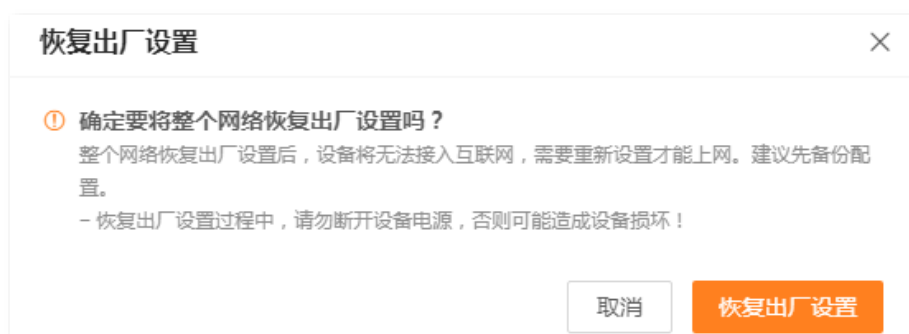 恢复出厂设置
确定要将整个网络恢复出厂设置吗？
整个网络恢复出厂设置后，设备将无法接入互联网，需要重新设置才能上网。建议先备份配
置。
– 恢复出厂设置过程中，请勿断开设备电源，否则可能造成设备损坏！
取消 恢复出厂设置